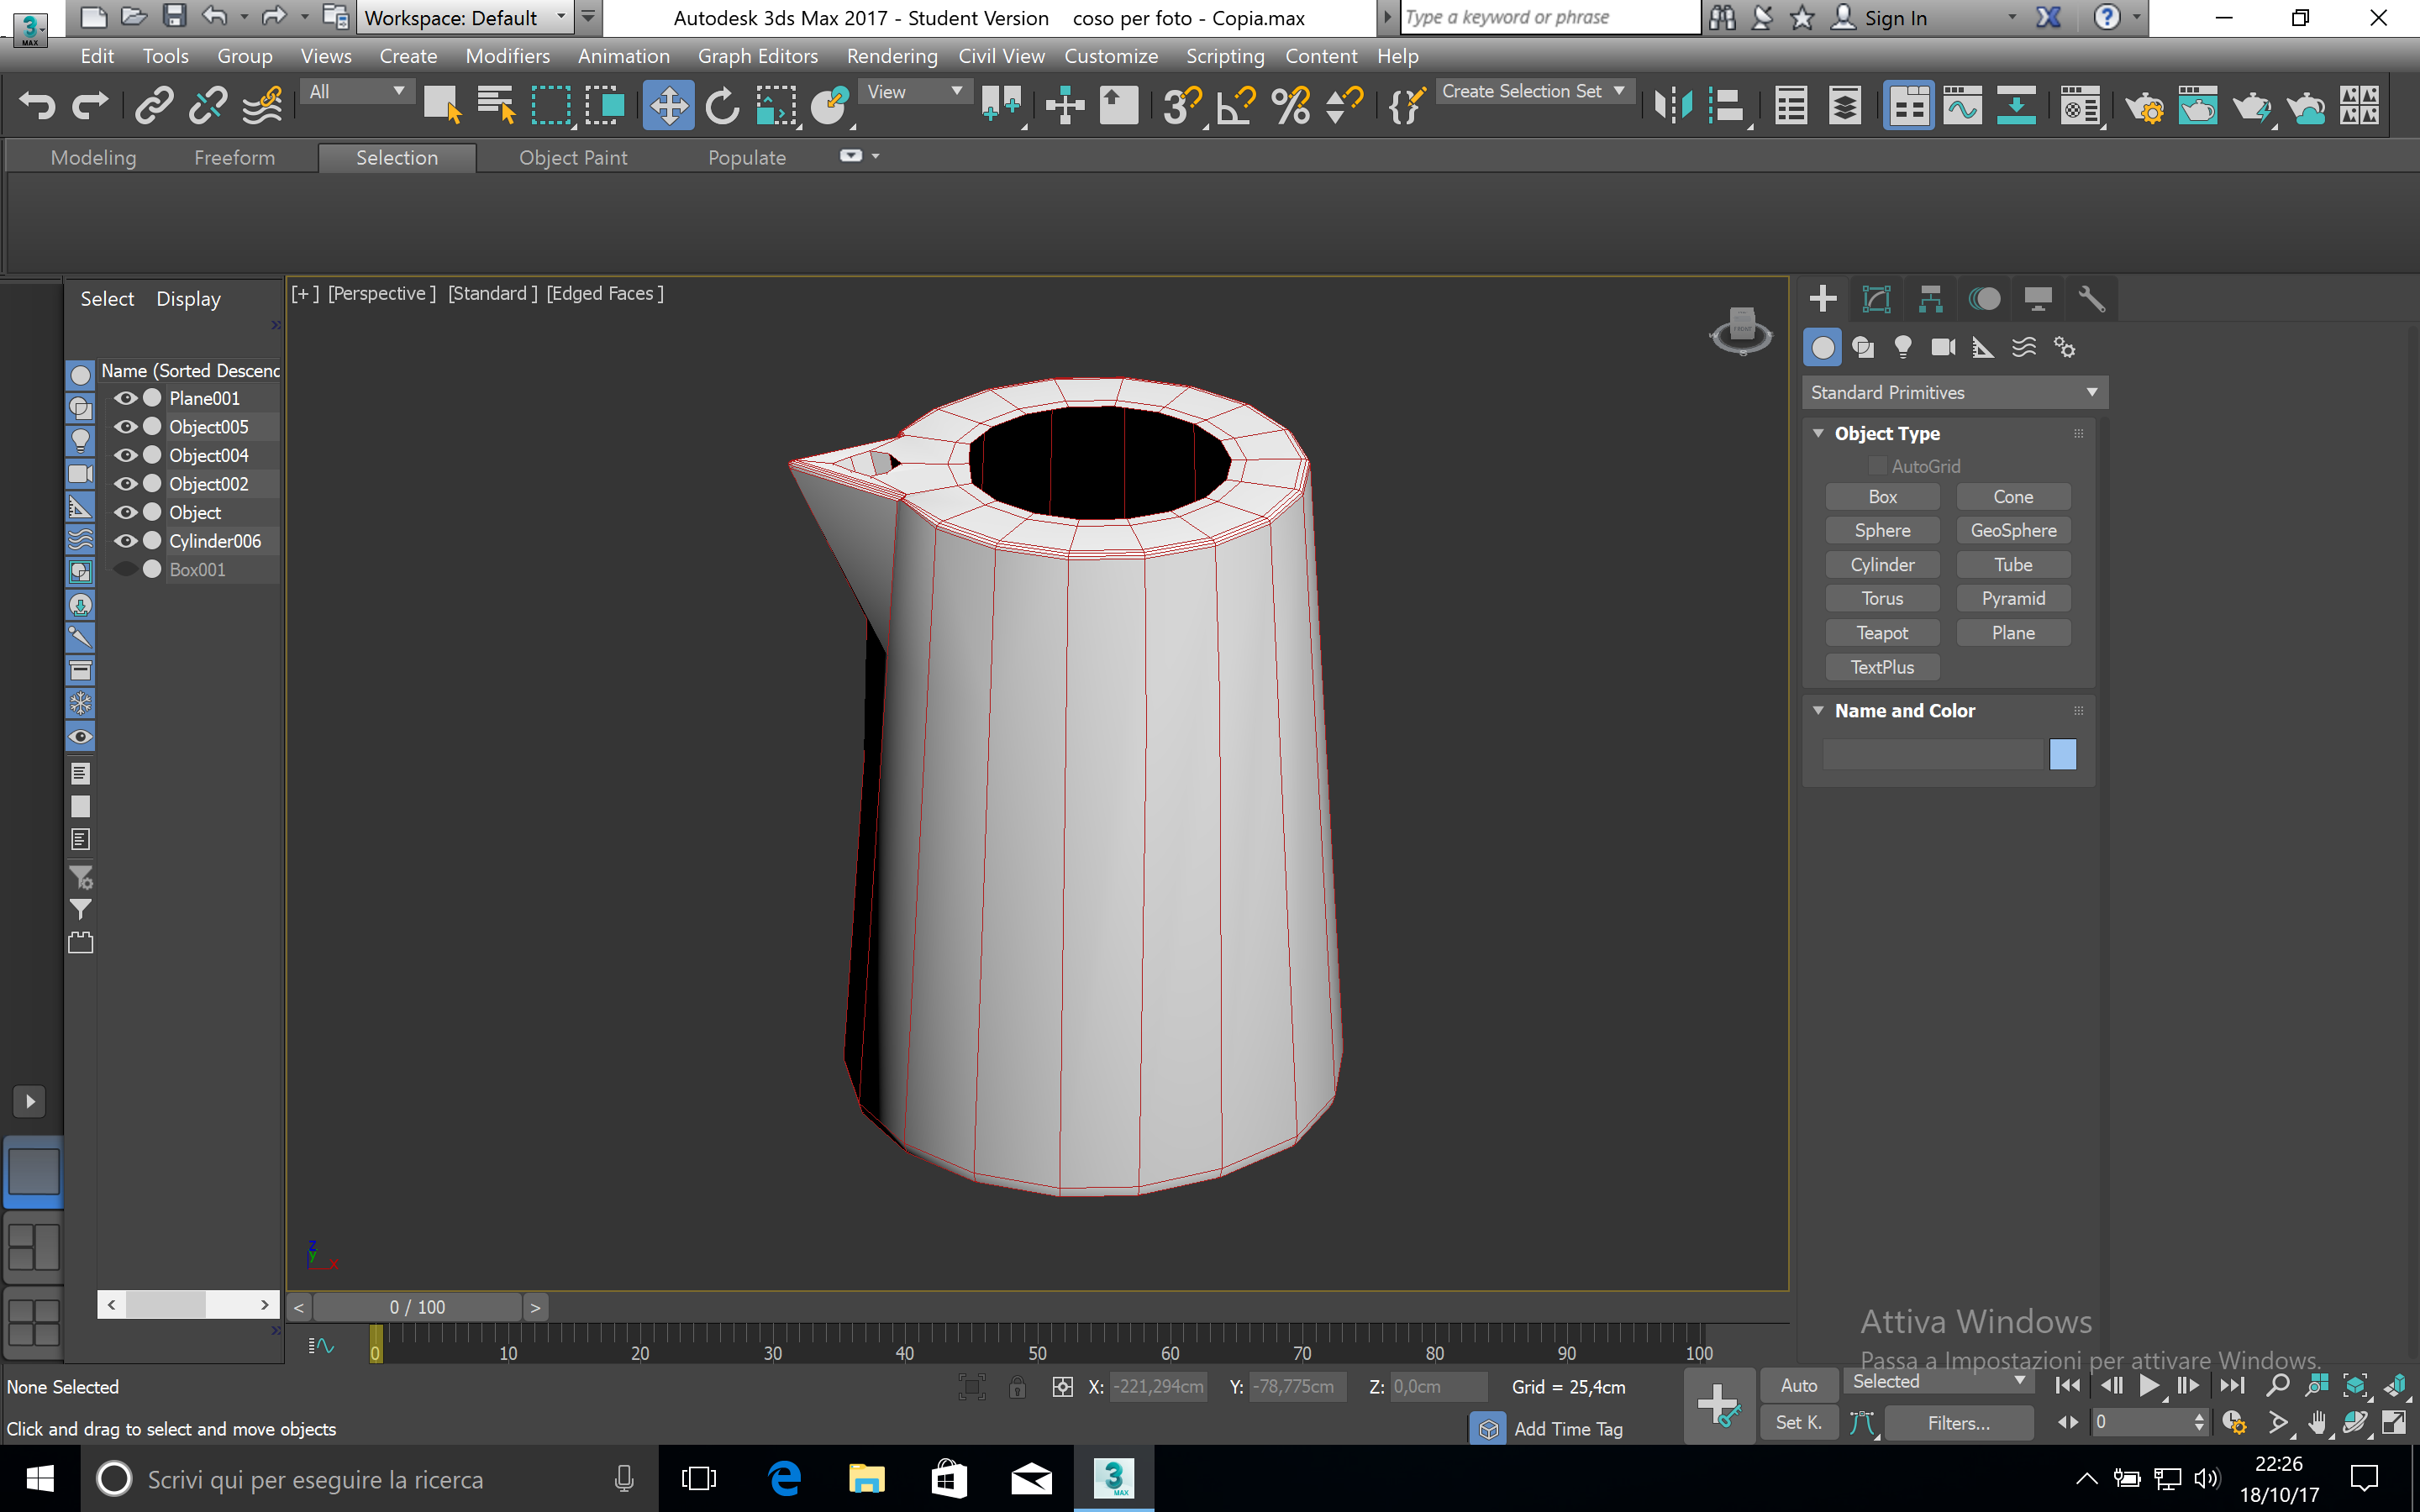 Workspace: Default
Autodesk 3ds Max 2017 - Student Version    coso per foto - Copia.max
Type a keyword or phrase
Sign In
3
MAX
Edit Tools Group Views Create Modifiers Animation Graph Editors Rendering Civil View Customize Scripting Content Help
All
View
Create Selection Set
Modeling Freeform Selection Object Paint Populate
Select Display
[+] [Perspective] [Standard] [Edged Faces]
Name (Sorted Descenc
Plane001
Object005
Object004
Object002
Object
Cylinder006
Box001
FRONT
Standard Primitives
Object Type
AutoGrid
Box Cone
Sphere GeoSphere
Cylinder Tube
Torus Pyramid
Teapot Plane
TextPlus
Name and Color
z
y
x
0 / 100
0 10 20 30 40 50 60 70 80 90 100
Attiva Windows
Passa a Impostazioni per attivare Windows.
None Selected
X: -221,294cm Y: -78,775cm Z: 0,0cm Grid = 25,4cm
Auto Selected
Click and drag to select and move objects
Add Time Tag
Set K. Filters... 0
Scrivi qui per eseguire la ricerca
3
MAX
22:26
18/10/17